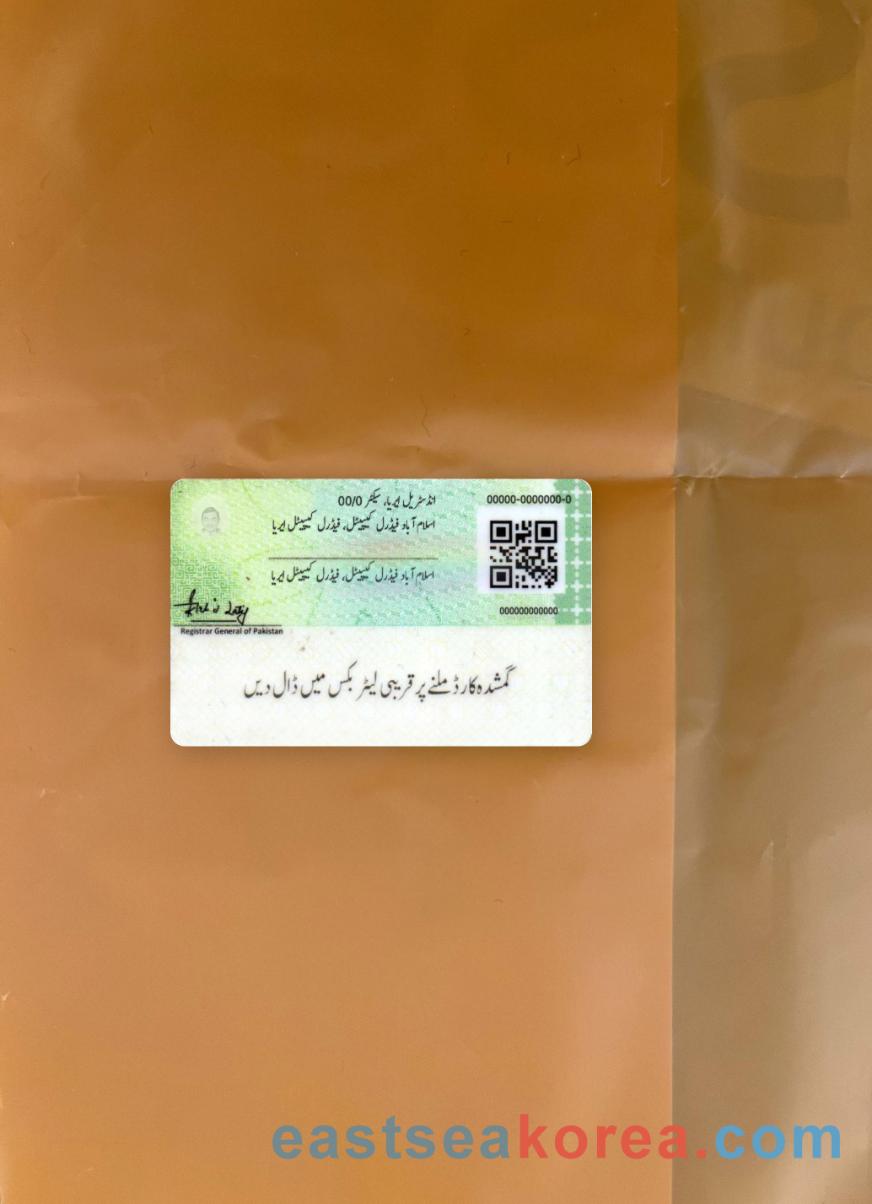 انڈسٹریل ایریا، سیکٹر 00/0
00000-0000000-0
اسلام آباد فیڈرل کیپیٹل، فیڈرل کیپیٹل ایریا
اسلام آباد فیڈرل کیپیٹل، فیڈرل کیپیٹل ایریا
000000000000
Registrar General of Pakistan
گمشدہ کارڈ ملنے پر قریبی لیٹر بکس میں ڈال دیں
eastseakorea.com